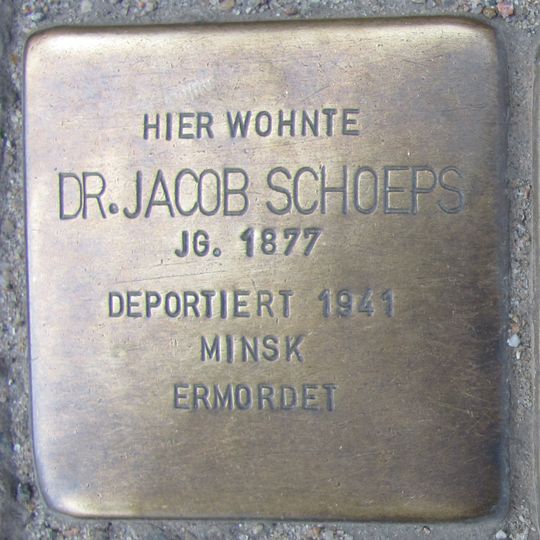 HIER WOHNTE
DR. JACOB SCHOEPS
JG. 1877
DEPORTIERT 1941
MINSK
ERMORDET